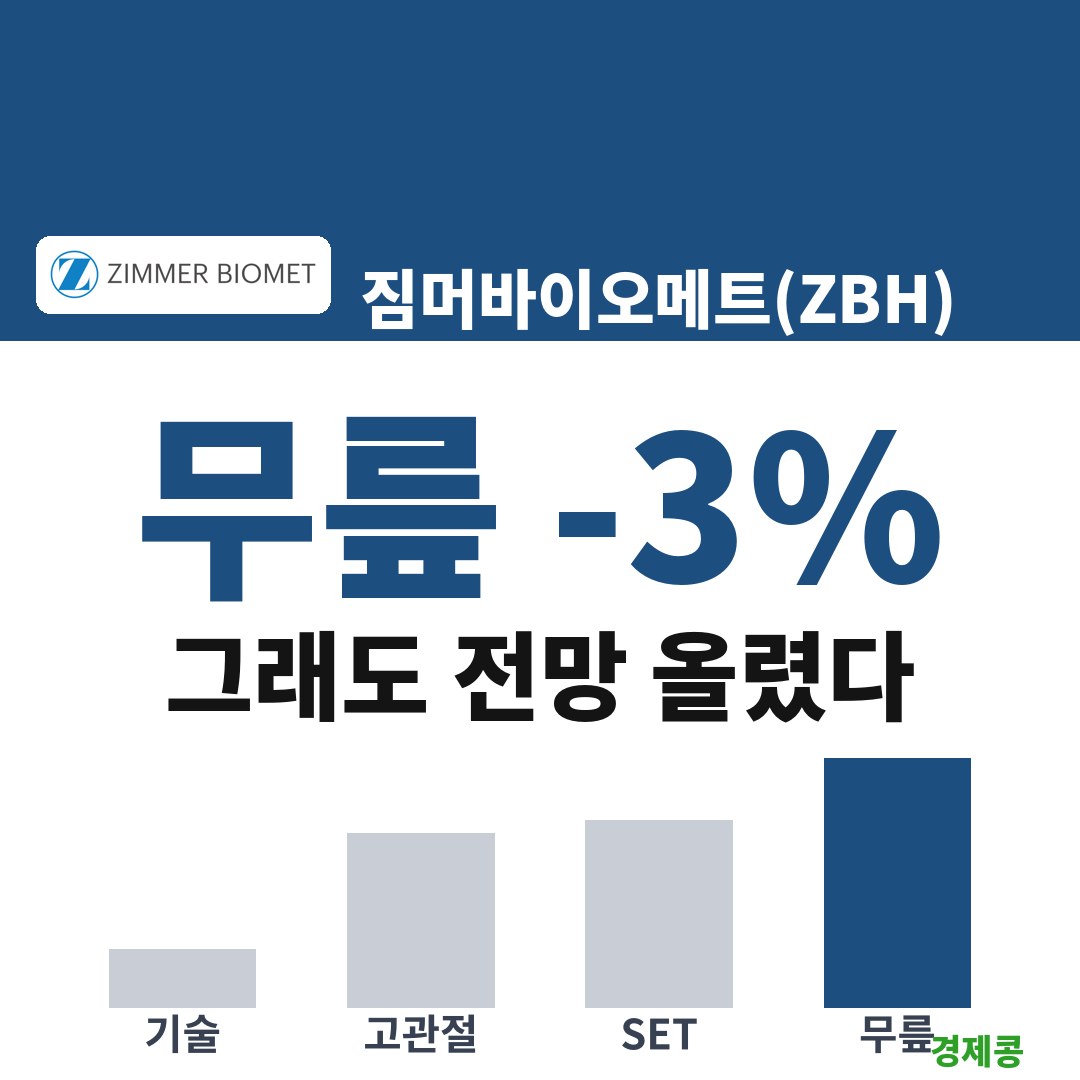 ZIMMER BIOMET
짐머바이오메트(ZBH)
무릎 -3%
그래도 전망 올렸다
기술 고관절 SET 무릎
경제콩